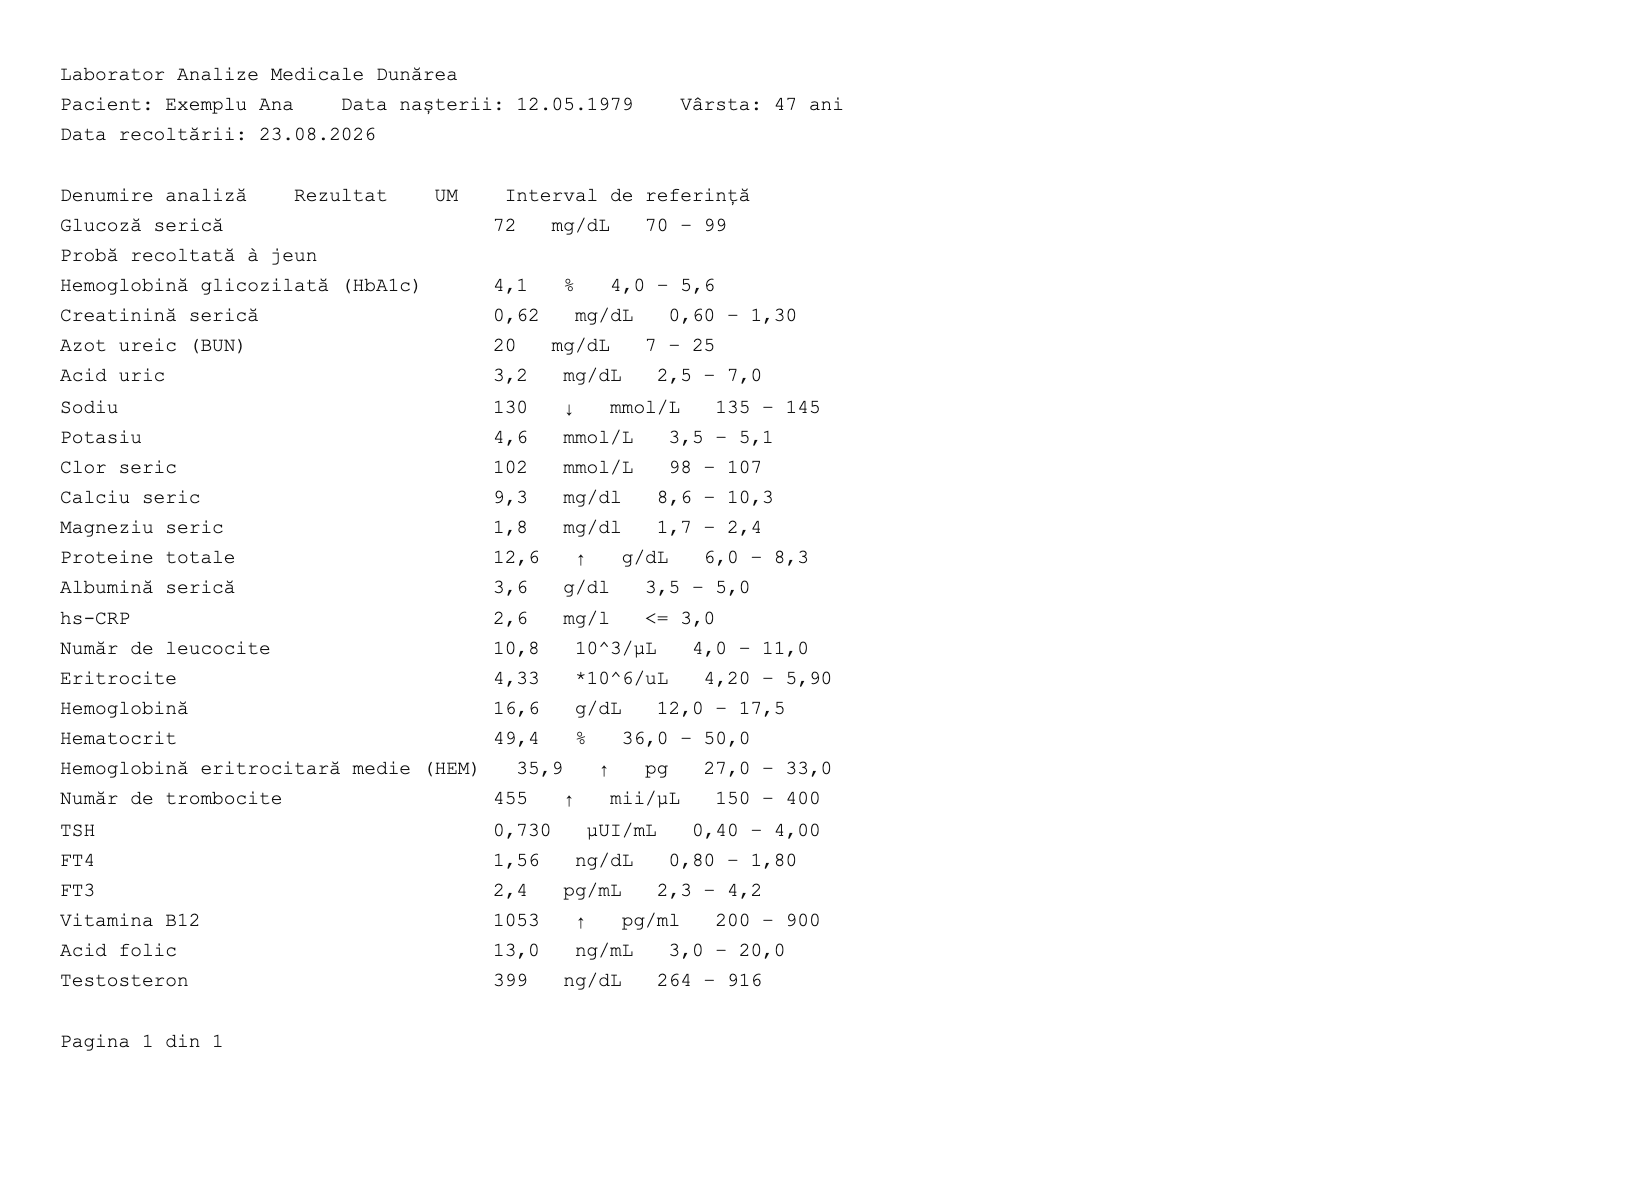 Laborator Analize Medicale Dunărea
Pacient: Exemplu Ana    Data nașterii: 12.05.1979    Vârsta: 47 ani
Data recoltării: 23.08.2026
Denumire analiză    Rezultat    UM    Interval de referință
Glucoză serică    72   mg/dL   70 – 99
Probă recoltată à jeun
Hemoglobină glicozilată (HbA1c)    4,1   %   4,0 – 5,6
Creatinină serică    0,62   mg/dL   0,60 – 1,30
Azot ureic (BUN)    20   mg/dL   7 – 25
Acid uric    3,2   mg/dL   2,5 – 7,0
Sodiu    130   ↓   mmol/L   135 – 145
Potasiu    4,6   mmol/L   3,5 – 5,1
Clor seric    102   mmol/L   98 – 107
Calciu seric    9,3   mg/dl   8,6 – 10,3
Magneziu seric    1,8   mg/dl   1,7 – 2,4
Proteine totale    12,6   ↑   g/dL   6,0 – 8,3
Albumină serică    3,6   g/dl   3,5 – 5,0
hs-CRP    2,6   mg/l   <= 3,0
Număr de leucocite    10,8   10^3/µL   4,0 – 11,0
Eritrocite    4,33   *10^6/uL   4,20 – 5,90
Hemoglobină    16,6   g/dL   12,0 – 17,5
Hematocrit    49,4   %   36,0 – 50,0
Hemoglobină eritrocitară medie (HEM)   35,9   ↑   pg   27,0 – 33,0
Număr de trombocite    455   ↑   mii/µL   150 – 400
TSH    0,730   µUI/mL   0,40 – 4,00
FT4    1,56   ng/dL   0,80 – 1,80
FT3    2,4   pg/mL   2,3 – 4,2
Vitamina B12    1053   ↑   pg/ml   200 – 900
Acid folic    13,0   ng/mL   3,0 – 20,0
Testosteron    399   ng/dL   264 – 916
Pagina 1 din 1